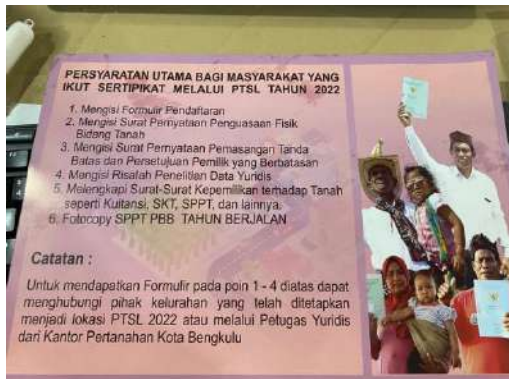 PERSYARATAN UTAMA BAGI MASYARAKAT YANG
IKUT SERTIPIKAT MELALUI PTSL TAHUN 2022
1. Mengisi Formulir Pendaftaran
2. Mengisi Surat Pernyataan Penguasaan Fisik
Bidang Tanah
3. Mengisi Surat Pernyataan Pemasangan Tanda
Batas dan Persetujuan Pemilik yang Berbatasan
4. Mengisi Risalah Penelitian Data Yuridis
5. Melengkapi Surat-Surat Kepemilikan terhadap Tanah
seperti Kuitansi, SKT, SPPT, dan lainnya.
6. Fotocopy SPPT PBB TAHUN BERJALAN
Catatan :
Untuk mendapatkan Formulir pada poin 1 - 4 diatas dapat
menghubungi pihak kelurahan yang telah ditetapkan
menjadi lokasi PTSL 2022 atau melalui Petugas Yuridis
dari Kantor Pertanahan Kota Bengkulu